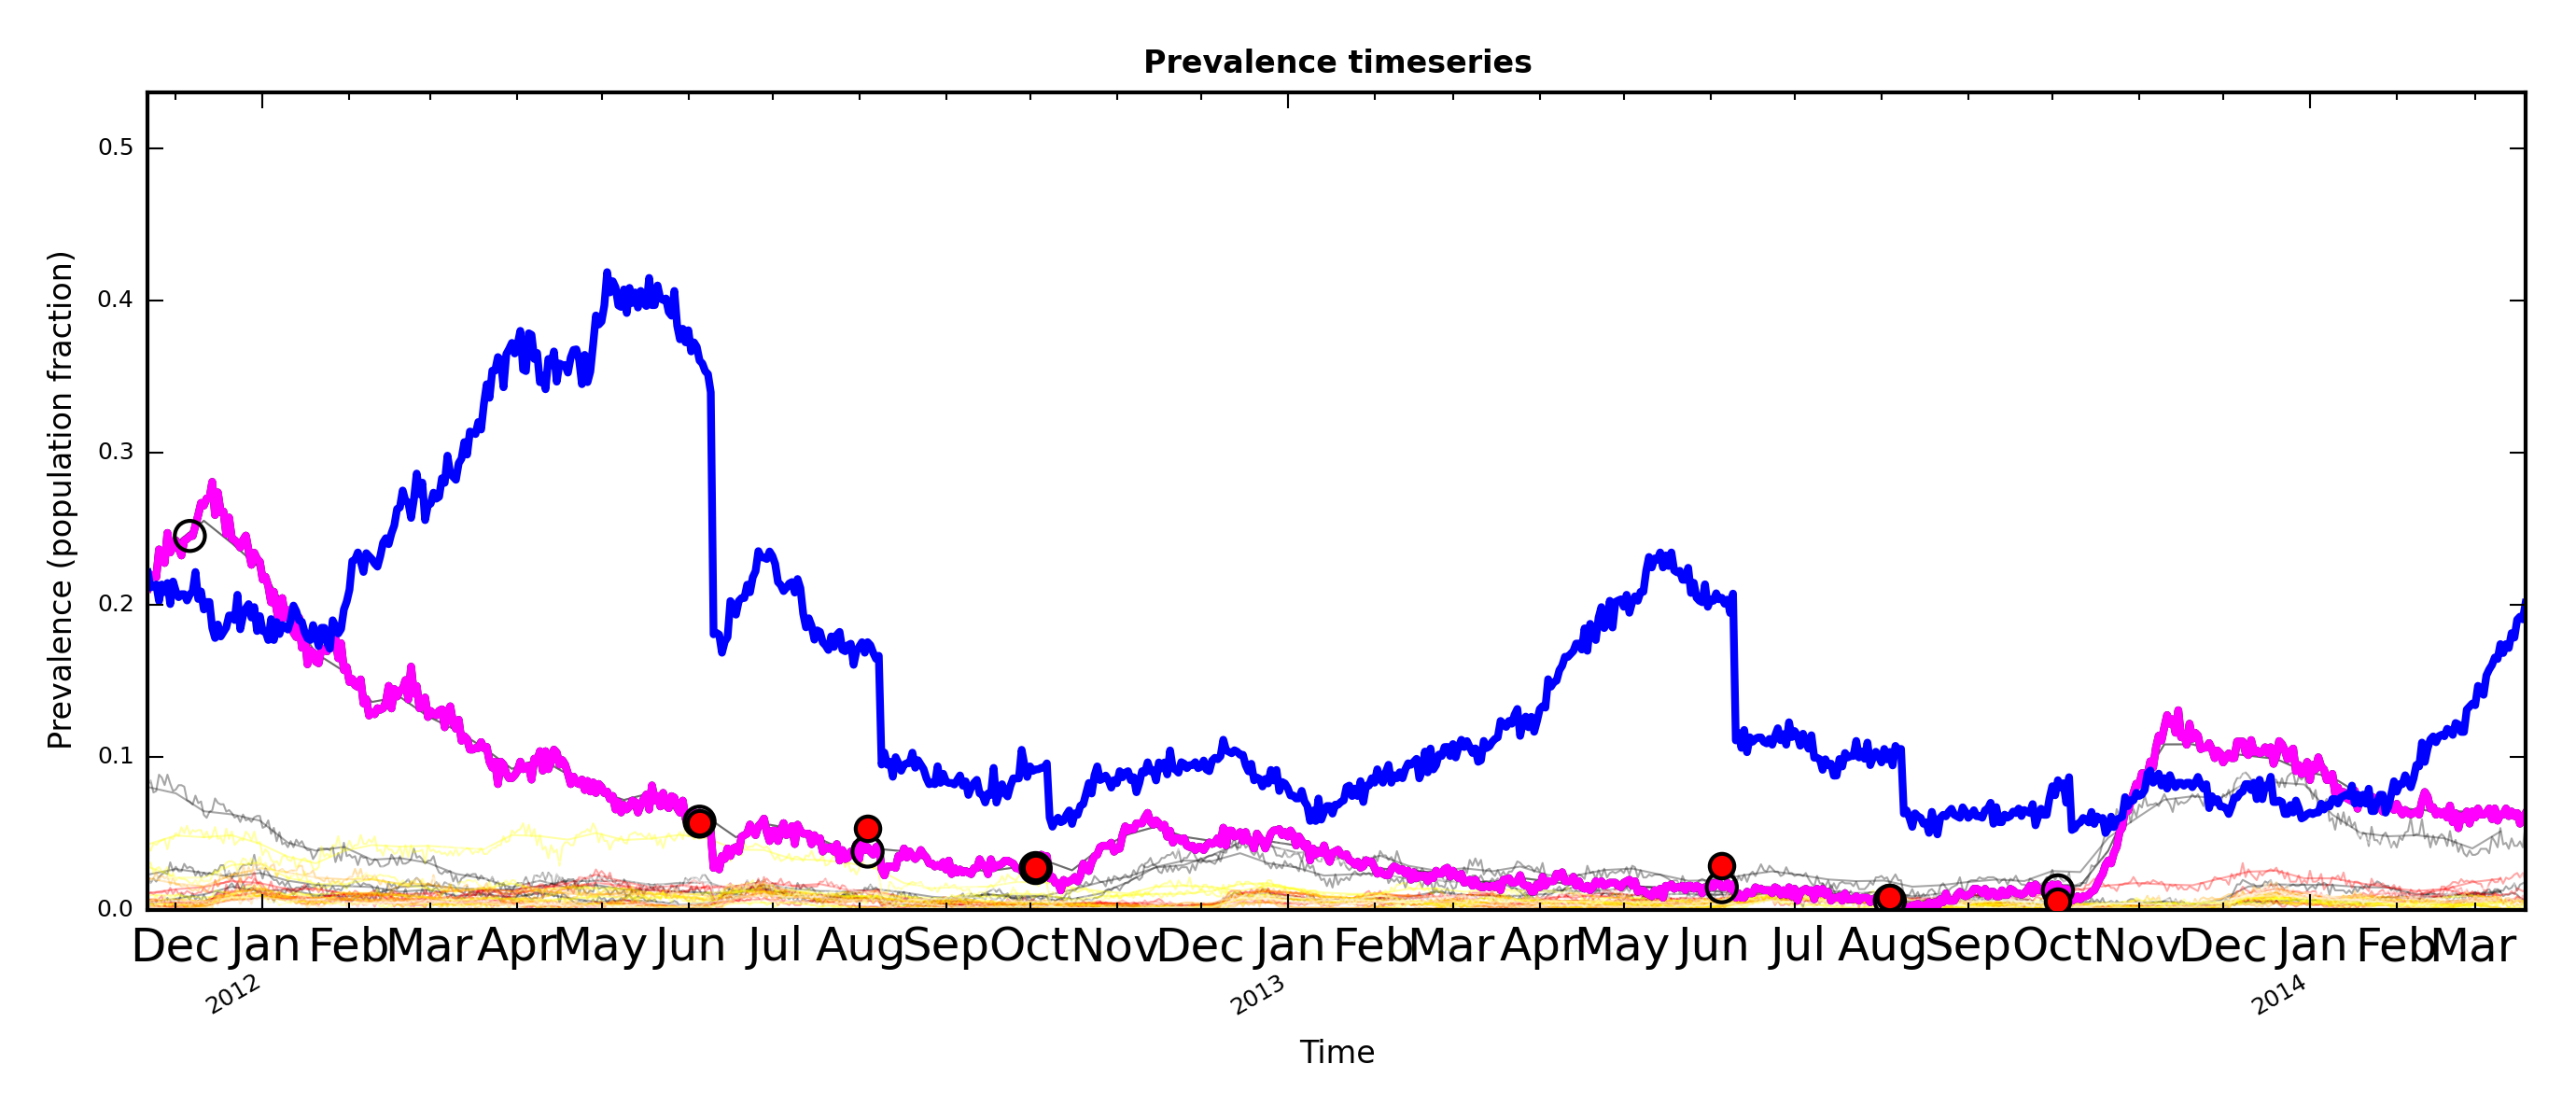 Prevalence timeseries
0.5
0.4
0.3
0.2
0.1
0.0
Prevalence (population fraction)
Dec Jan Feb Mar Apr May Jun Jul Aug Sep Oct Nov Dec Jan Feb Mar Apr May Jun Jul Aug Sep Oct Nov Dec Jan Feb Mar
2012 2013 2014
Time